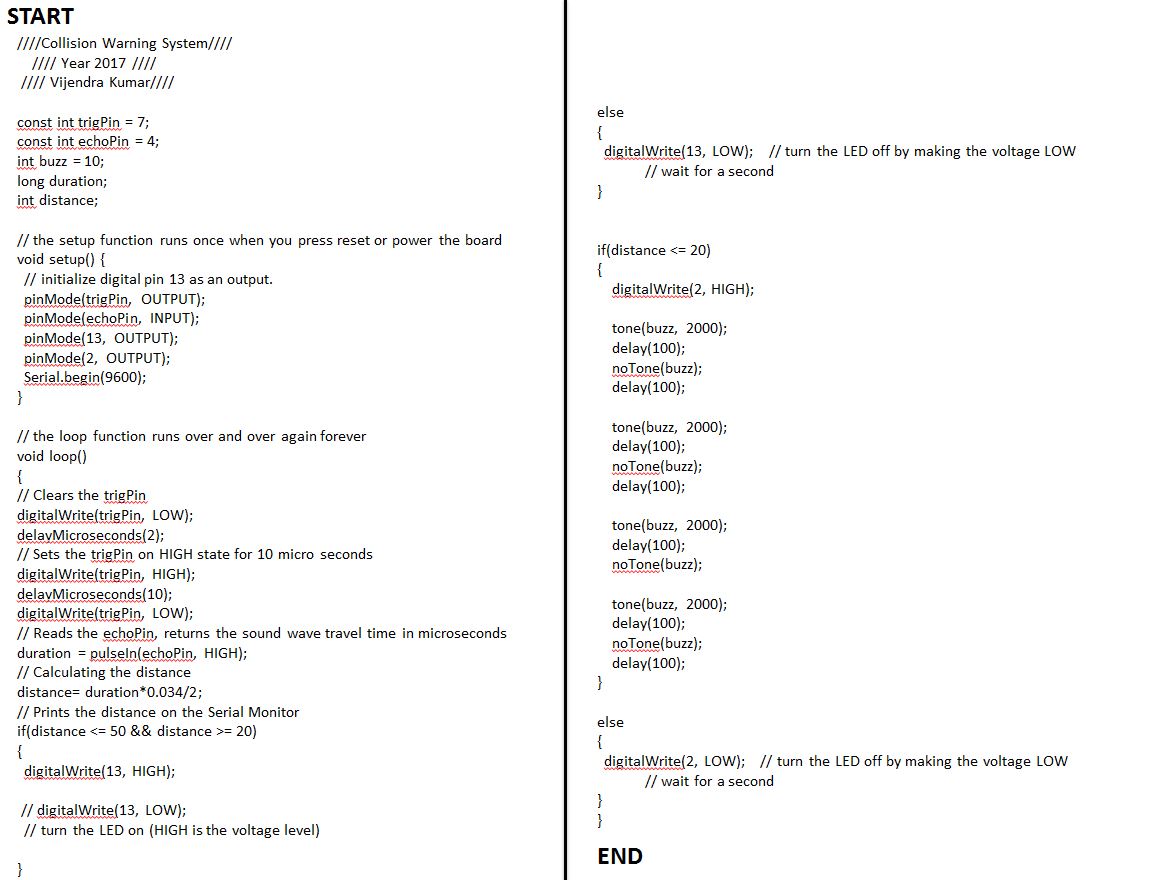 START
////Collision Warning System////
//// Year 2017 ////
//// Vijendra Kumar////
const int trigPin = 7;
const int echoPin = 4;
int buzz = 10;
long duration;
int distance;
// the setup function runs once when you press reset or power the board
void setup() {
// initialize digital pin 13 as an output.
pinMode(trigPin, OUTPUT);
pinMode(echoPin, INPUT);
pinMode(13, OUTPUT);
pinMode(2, OUTPUT);
Serial.begin(9600);
}
// the loop function runs over and over again forever
void loop()
{
// Clears the trigPin
digitalWrite(trigPin, LOW);
delayMicroseconds(2);
// Sets the trigPin on HIGH state for 10 micro seconds
digitalWrite(trigPin, HIGH);
delayMicroseconds(10);
digitalWrite(trigPin, LOW);
// Reads the echoPin, returns the sound wave travel time in microseconds
duration = pulseIn(echoPin, HIGH);
// Calculating the distance
distance= duration*0.034/2;
// Prints the distance on the Serial Monitor
if(distance <= 50 && distance >= 20)
{
digitalWrite(13, HIGH);
// digitalWrite(13, LOW);
// turn the LED on (HIGH is the voltage level)
}
else
{
digitalWrite(13, LOW); // turn the LED off by making the voltage LOW
// wait for a second
}
if(distance <= 20)
{
digitalWrite(2, HIGH);
tone(buzz, 2000);
delay(100);
noTone(buzz);
delay(100);
tone(buzz, 2000);
delay(100);
noTone(buzz);
delay(100);
tone(buzz, 2000);
delay(100);
noTone(buzz);
tone(buzz, 2000);
delay(100);
noTone(buzz);
delay(100);
}
else
{
digitalWrite(2, LOW); // turn the LED off by making the voltage LOW
// wait for a second
}
}
END